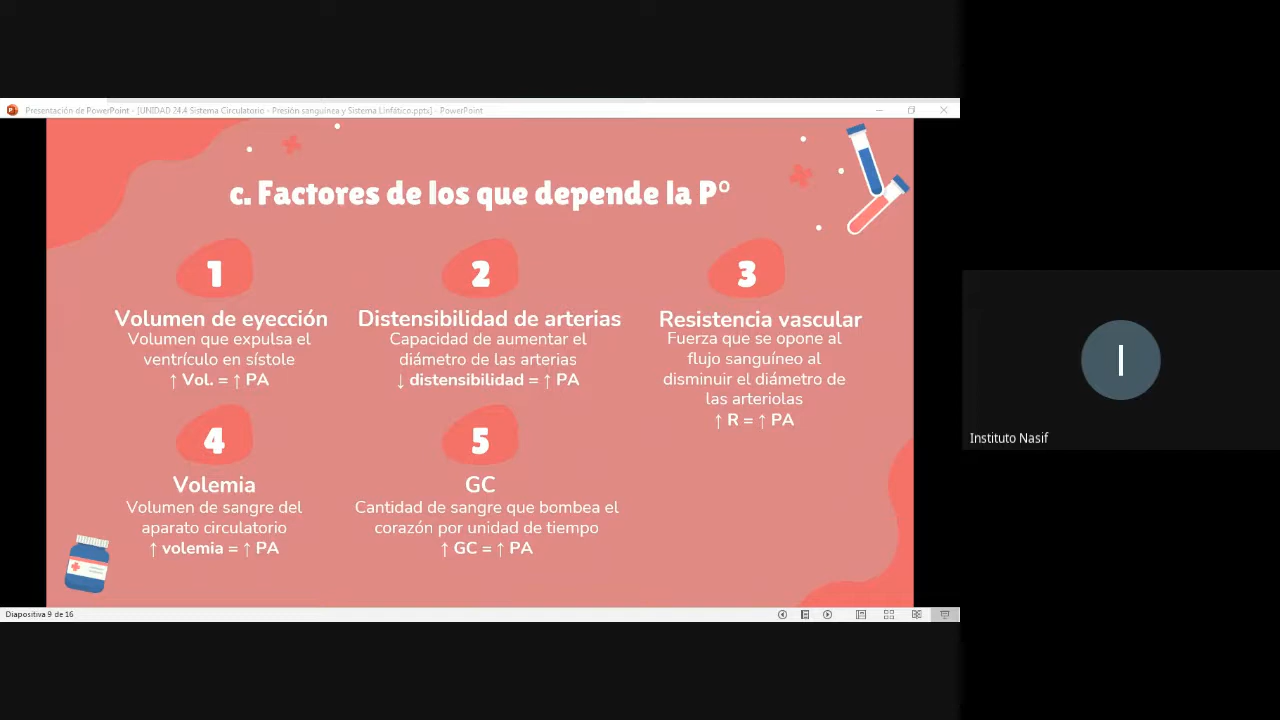 Presentación de PowerPoint - [UNIDAD 24.4 Sistema Circulatorio - Presión sanguínea y Sistema Linfático.pptx] - PowerPoint
c. Factores de los que depende la Pº
1
Volumen de eyección
Volumen que expulsa el
ventrículo en sístole
↑ Vol. = ↑ PA
2
Distensibilidad de arterias
Capacidad de aumentar el
diámetro de las arterias
↓ distensibilidad = ↑ PA
3
Resistencia vascular
Fuerza que se opone al
flujo sanguíneo al
disminuir el diámetro de
las arteriolas
↑ R = ↑ PA
4
Volemia
Volumen de sangre del
aparato circulatorio
↑ volemia = ↑ PA
5
GC
Cantidad de sangre que bombea el
corazón por unidad de tiempo
↑ GC = ↑ PA
Diapositiva 9 de 16
I
Instituto Nasif